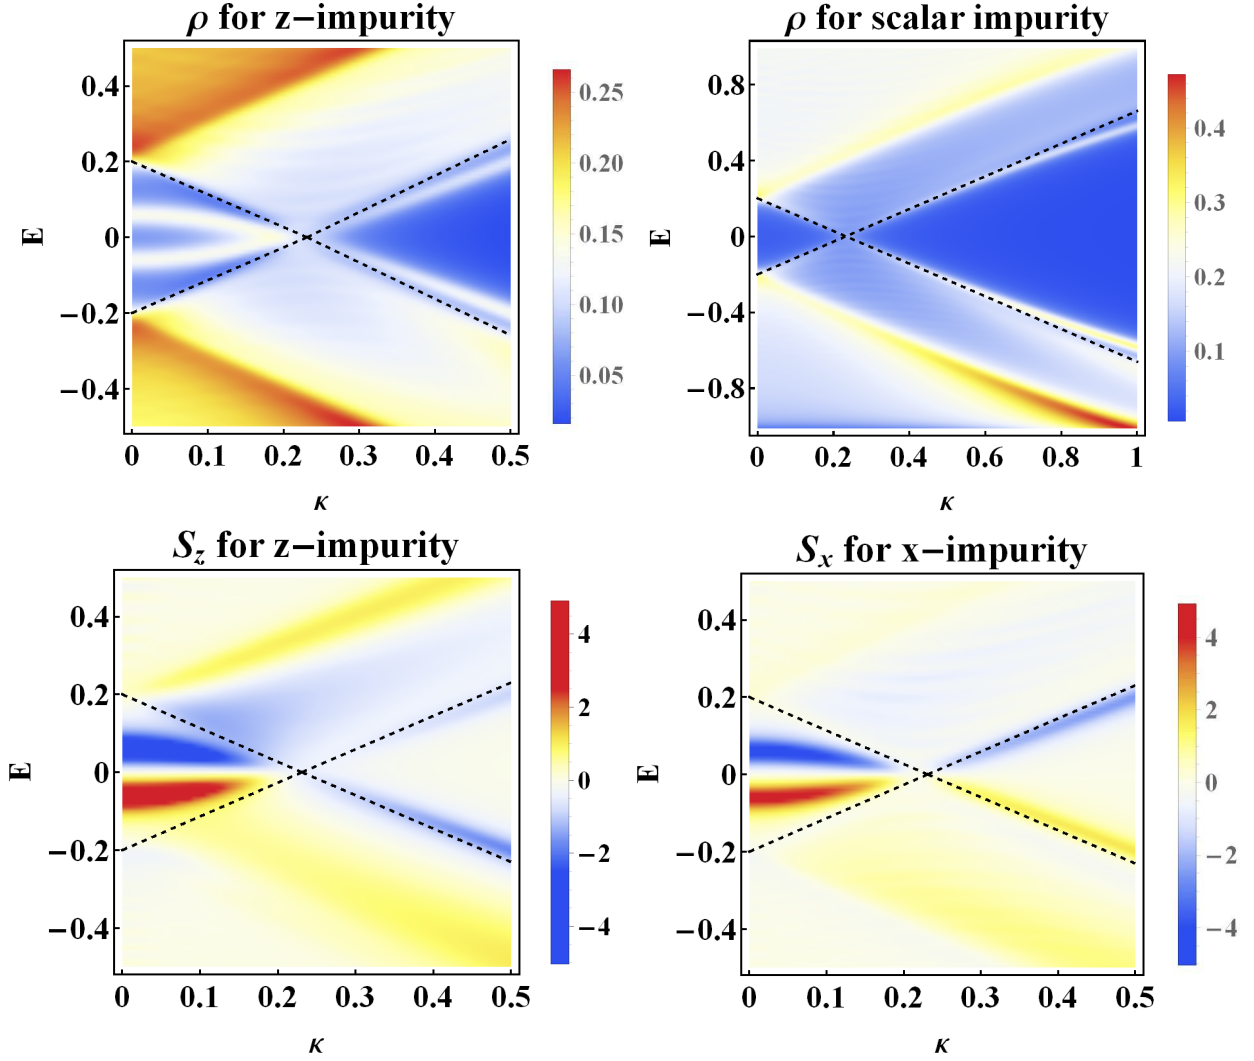 ρ for z−impurity
0.4
0.2
0
−0.2
−0.4
E
0 0.1 0.2 0.3 0.4 0.5
κ
0.25
0.20
0.15
0.10
0.05
ρ for scalar impurity
0.8
0.4
0
−0.4
−0.8
E
0 0.2 0.4 0.6 0.8 1
κ
0.4
0.3
0.2
0.1
S_z for z−impurity
0.4
0.2
0
−0.2
−0.4
E
0 0.1 0.2 0.3 0.4 0.5
κ
4
2
0
−2
−4
S_x for x−impurity
0.4
0.2
0
−0.2
−0.4
E
0 0.1 0.2 0.3 0.4 0.5
κ
4
2
0
−2
−4